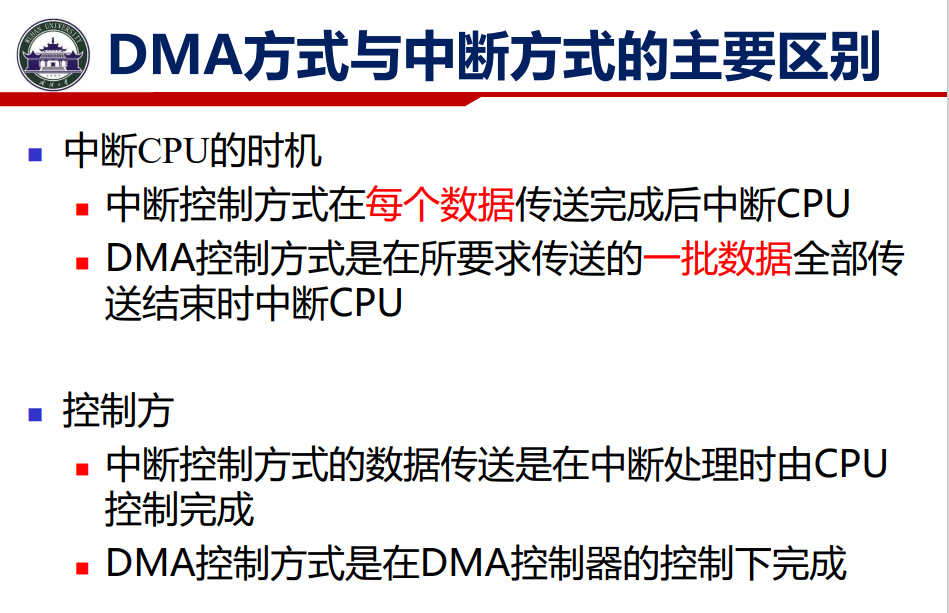 DMA方式与中断方式的主要区别
中断CPU的时机
中断控制方式在每个数据传送完成后中断CPU
DMA控制方式是在所要求传送的一批数据全部传
送结束时中断CPU
控制方
中断控制方式的数据传送是在中断处理时由CPU
控制完成
DMA控制方式是在DMA控制器的控制下完成